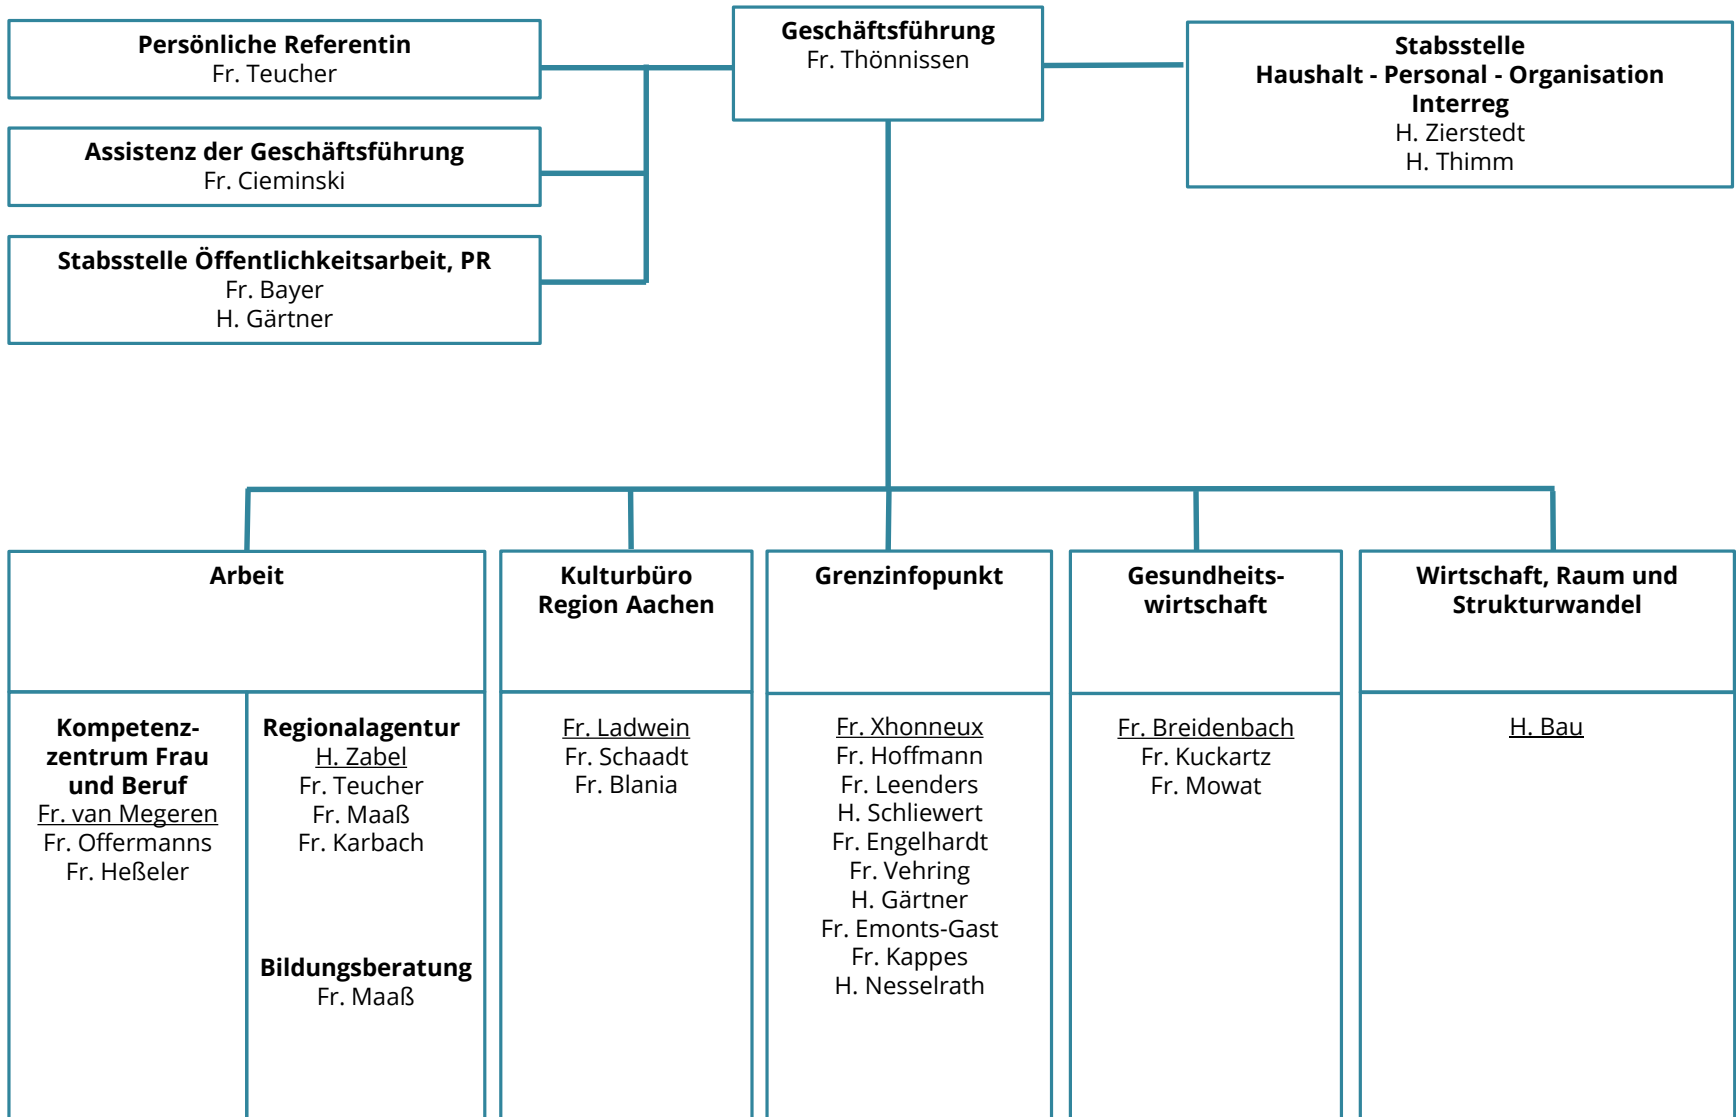 Persönliche Referentin
Fr. Teucher
Assistenz der Geschäftsführung
Fr. Cieminski
Stabsstelle Öffentlichkeitsarbeit, PR
Fr. Bayer
H. Gärtner
Geschäftsführung
Fr. Thönnissen
Stabsstelle
Haushalt - Personal - Organisation
Interreg
H. Zierstedt
H. Thimm
Arbeit
Kompetenz-
zentrum Frau
und Beruf
Fr. van Megeren
Fr. Offermanns
Fr. Heßeler
Regionalagentur
H. Zabel
Fr. Teucher
Fr. Maaß
Fr. Karbach
Bildungsberatung
Fr. Maaß
Kulturbüro
Region Aachen
Fr. Ladwein
Fr. Schaadt
Fr. Blania
Grenzinfopunkt
Fr. Xhonneux
Fr. Hoffmann
Fr. Leenders
H. Schliewert
Fr. Engelhardt
Fr. Vehring
H. Gärtner
Fr. Emonts-Gast
Fr. Kappes
H. Nesselrath
Gesundheits-
wirtschaft
Fr. Breidenbach
Fr. Kuckartz
Fr. Mowat
Wirtschaft, Raum und
Strukturwandel
H. Bau